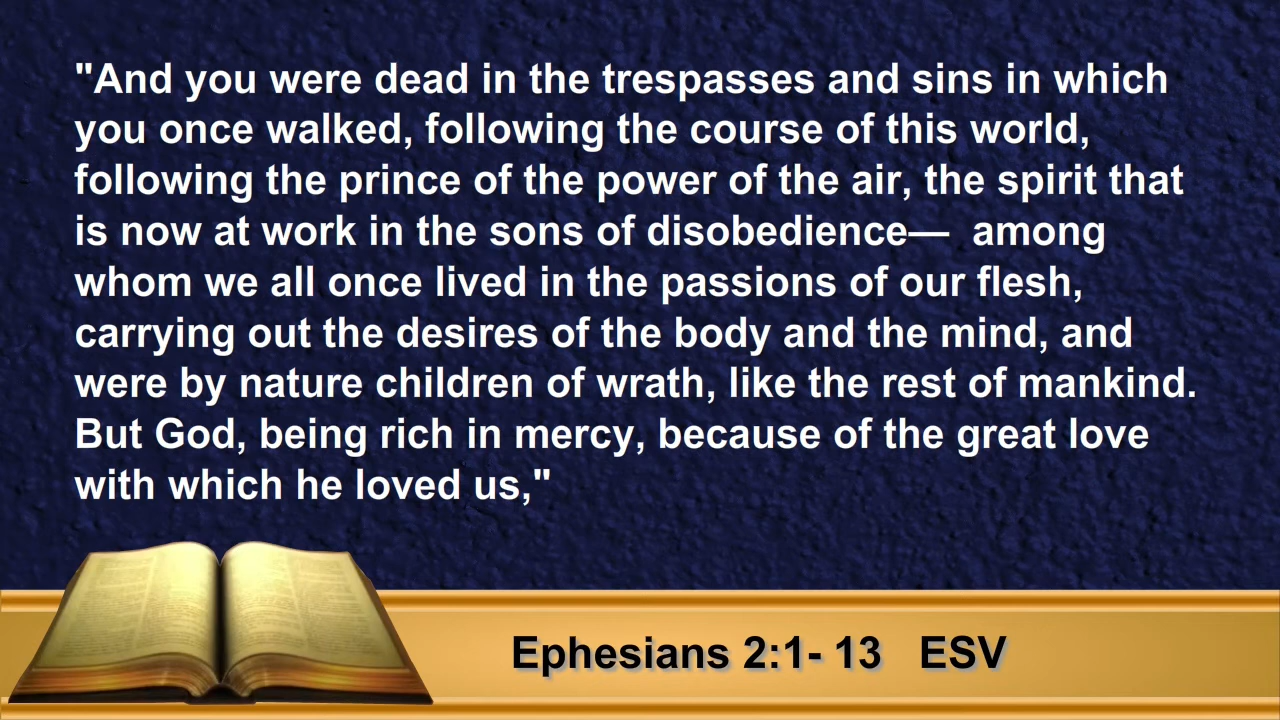 "And you were dead in the trespasses and sins in which
you once walked, following the course of this world,
following the prince of the power of the air, the spirit that
is now at work in the sons of disobedience—  among
whom we all once lived in the passions of our flesh,
carrying out the desires of the body and the mind, and
were by nature children of wrath, like the rest of mankind.
But God, being rich in mercy, because of the great love
with which he loved us,"
Ephesians 2:1- 13   ESV